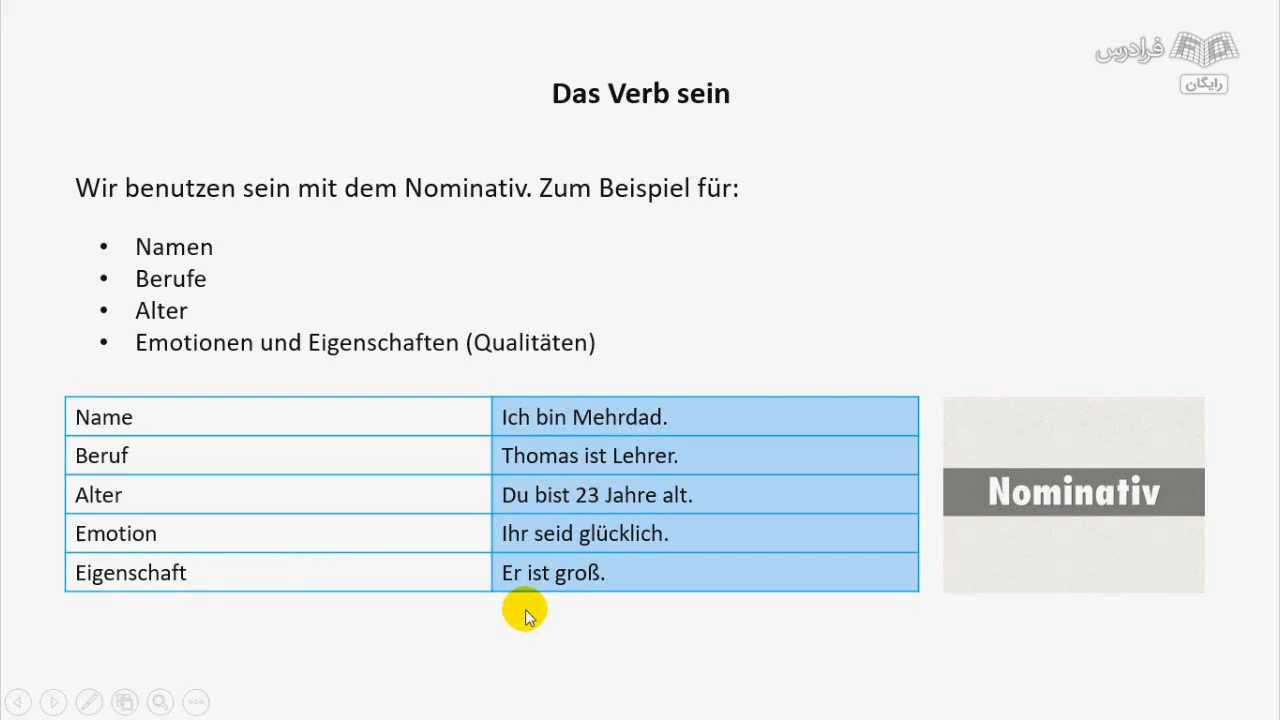 فرادرس
رایگان
Das Verb sein
Wir benutzen sein mit dem Nominativ. Zum Beispiel für:
• Namen
• Berufe
• Alter
• Emotionen und Eigenschaften (Qualitäten)
Name Ich bin Mehrdad.
Beruf Thomas ist Lehrer.
Alter Du bist 23 Jahre alt.
Emotion Ihr seid glücklich.
Eigenschaft Er ist groß.
Nominativ